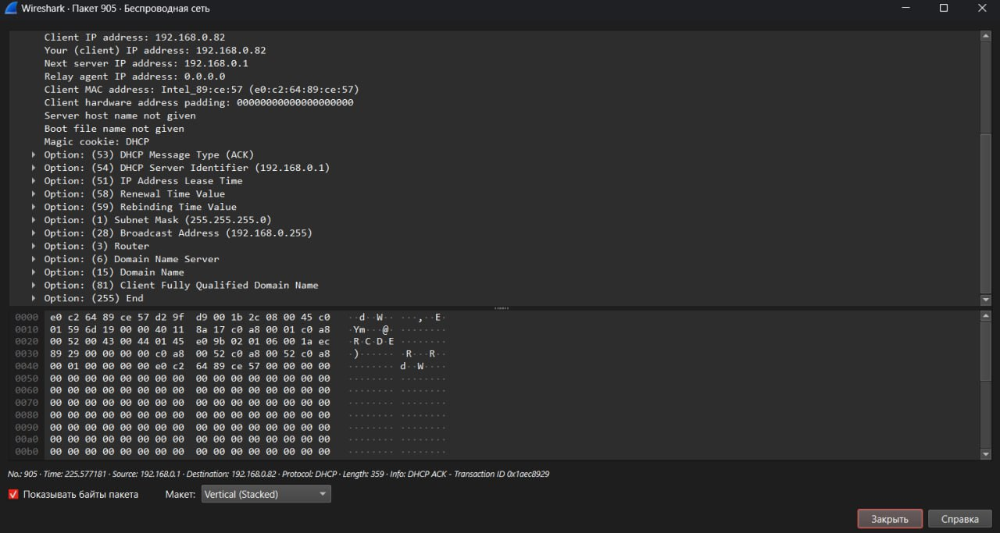 Wireshark · Пакет 905 · Беспроводная сеть
Client IP address: 192.168.0.82
Your (client) IP address: 192.168.0.82
Next server IP address: 192.168.0.1
Relay agent IP address: 0.0.0.0
Client MAC address: Intel_89:ce:57 (e0:c2:64:89:ce:57)
Client hardware address padding: 00000000000000000000
Server host name not given
Boot file name not given
Magic cookie: DHCP
Option: (53) DHCP Message Type (ACK)
Option: (54) DHCP Server Identifier (192.168.0.1)
Option: (51) IP Address Lease Time
Option: (58) Renewal Time Value
Option: (59) Rebinding Time Value
Option: (1) Subnet Mask (255.255.255.0)
Option: (28) Broadcast Address (192.168.0.255)
Option: (3) Router
Option: (6) Domain Name Server
Option: (15) Domain Name
Option: (81) Client Fully Qualified Domain Name
Option: (255) End
0000 e0 c2 64 89 ce 57 d2 9f d9 00 1b 2c 08 00 45 c0 ··d··W·· ···,··E·
0010 01 59 6d 19 00 00 40 11 8a 17 c0 a8 00 01 c0 a8 ·Ym···@· ········
0020 00 52 00 43 00 44 01 45 e0 9b 02 01 06 00 1a ec ·R·C·D·E ········
0030 89 29 00 00 00 00 c0 a8 00 52 c0 a8 00 52 c0 a8 ·)······ ·R···R··
0040 00 01 00 00 00 00 e0 c2 64 89 ce 57 00 00 00 00 ········ d··W····
0050 00 00 00 00 00 00 00 00 00 00 00 00 00 00 00 00 ········ ········
0060 00 00 00 00 00 00 00 00 00 00 00 00 00 00 00 00 ········ ········
0070 00 00 00 00 00 00 00 00 00 00 00 00 00 00 00 00 ········ ········
0080 00 00 00 00 00 00 00 00 00 00 00 00 00 00 00 00 ········ ········
0090 00 00 00 00 00 00 00 00 00 00 00 00 00 00 00 00 ········ ········
00a0 00 00 00 00 00 00 00 00 00 00 00 00 00 00 00 00 ········ ········
00b0 00 00 00 00 00 00 00 00 00 00 00 00 00 00 00 00 ········ ········
No.: 905 · Time: 225.577181 · Source: 192.168.0.1 · Destination: 192.168.0.82 · Protocol: DHCP · Length: 359 · Info: DHCP ACK - Transaction ID 0x1aec8929
Показывать байты пакета Макет: Vertical (Stacked)
Закрыть Справка